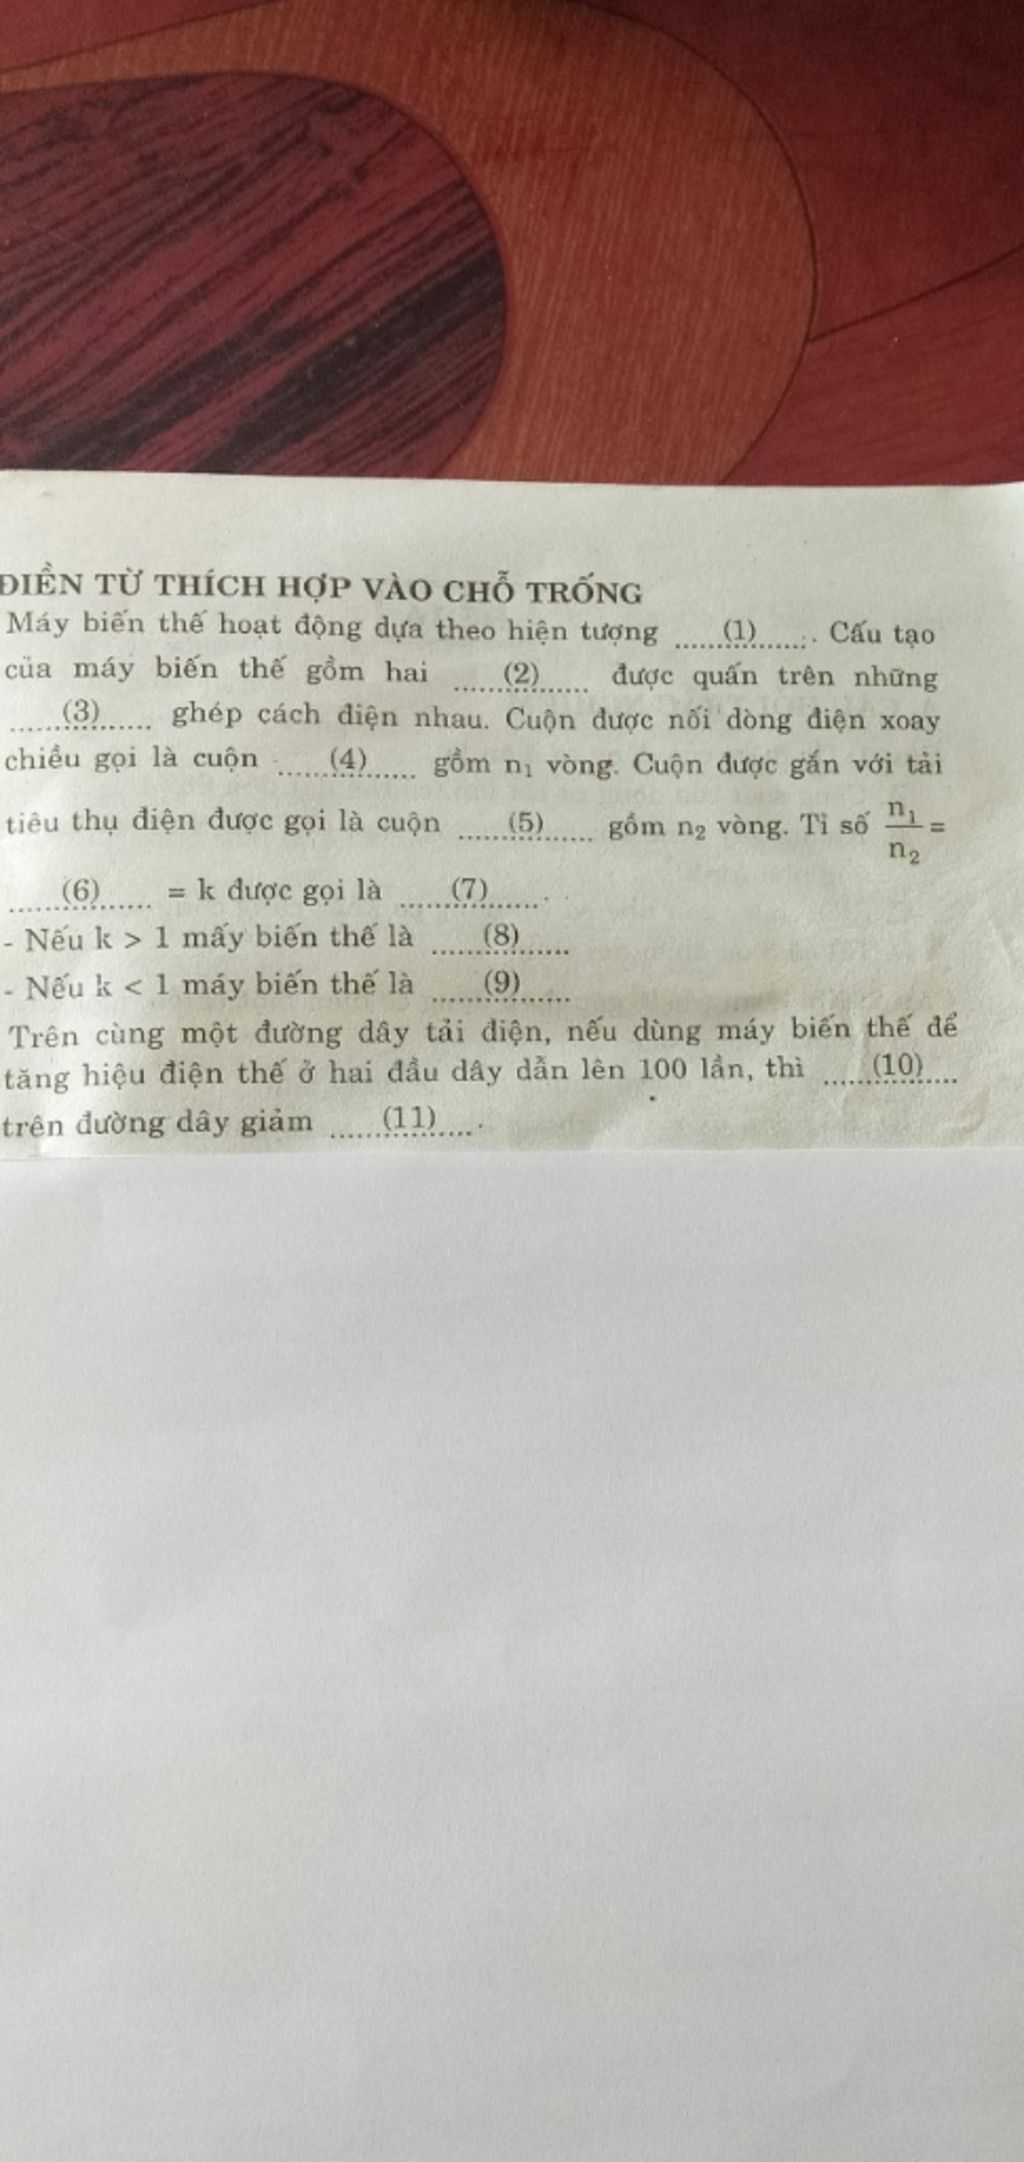 ĐIỀN TỪ THÍCH HỢP VÀO CHỖ TRỐNG
Máy biến thế hoạt động dựa theo hiện tượng .....(1)...... . Cấu tạo
của máy biến thế gồm hai .....(2)..... được quấn trên những
.....(3)..... ghép cách điện nhau. Cuộn được nối dòng điện xoay
chiều gọi là cuộn .....(4)..... gồm n₁ vòng. Cuộn được gắn với tải
tiêu thụ điện được gọi là cuộn .....(5)..... gồm n₂ vòng. Tỉ số n₁/n₂ =
.....(6)..... = k được gọi là .....(7)..... .
- Nếu k > 1 mấy biến thế là .....(8).....
- Nếu k < 1 máy biến thế là .....(9).....
Trên cùng một đường dây tải điện, nếu dùng máy biến thế để
tăng hiệu điện thế ở hai đầu dây dẫn lên 100 lần, thì .....(10).....
trên đường dây giảm .....(11)..... .